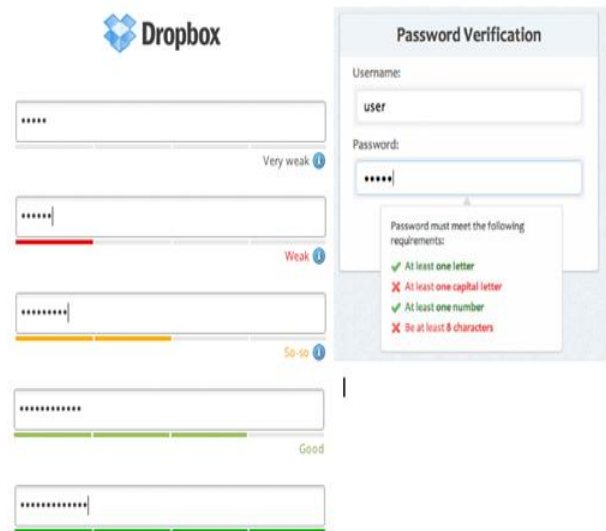 Dropbox
•••••
Very weak
••••••
Weak
•••••••••
So-so
••••••••••••
Good
•••••••••••••
Password Verification
Username:
user
Password:
•••••
Password must meet the following
requirements:
At least one letter
At least one capital letter
At least one number
Be at least 8 characters